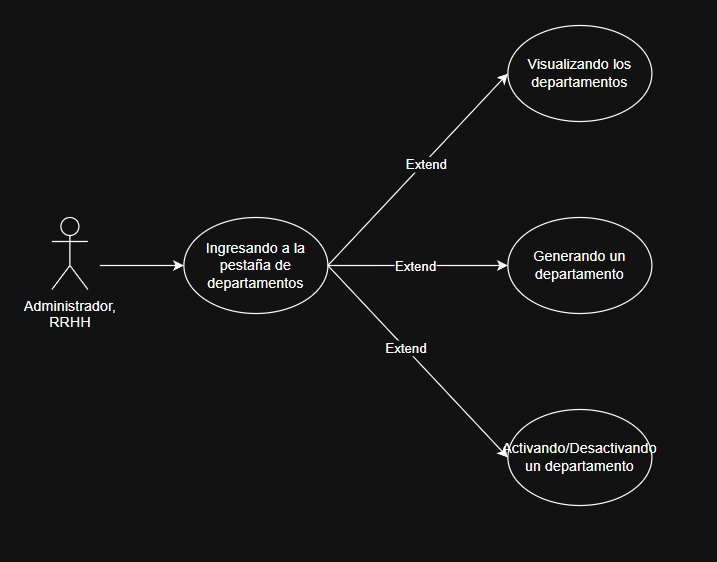 Visualizando los
departamentos
Extend
Ingresando a la
pestaña de
departamentos
Extend
Generando un
departamento
Administrador,
RRHH
Extend
Activando/Desactivando
un departamento